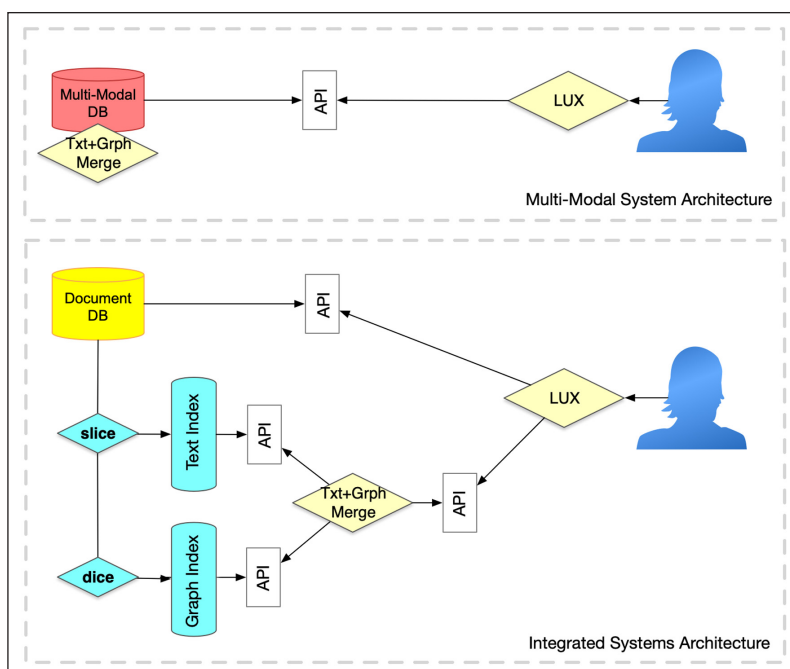 Multi-Modal
DB
Txt+Grph
Merge
API
LUX
Multi-Modal System Architecture
Document
DB
API
slice
Text Index
API
LUX
Txt+Grph
Merge
API
dice
Graph Index
API
Integrated Systems Architecture